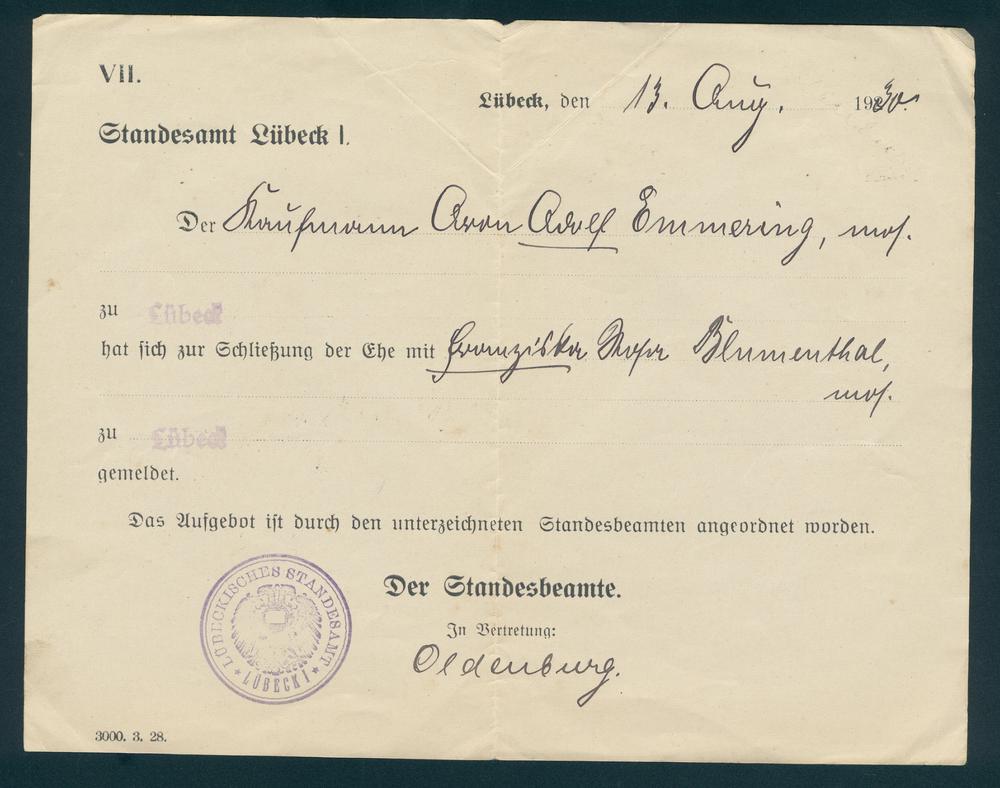 VII.
Lübeck, den 13. Aug. 1930.
Standesamt Lübeck I.
Der Kaufmann Aron Adolf Emmering, mos.
zu Lübeck
hat sich zur Schließung der Ehe mit Franziska Rosa Blumenthal,
mos.
zu Lübeck
gemeldet.
Das Aufgebot ist durch den unterzeichneten Standesbeamten angeordnet worden.
LÜBECKISCHES STANDESAMT
★ LÜBECK I ★
Der Standesbeamte.
In Vertretung:
Oldenburg.
3000. 3. 28.